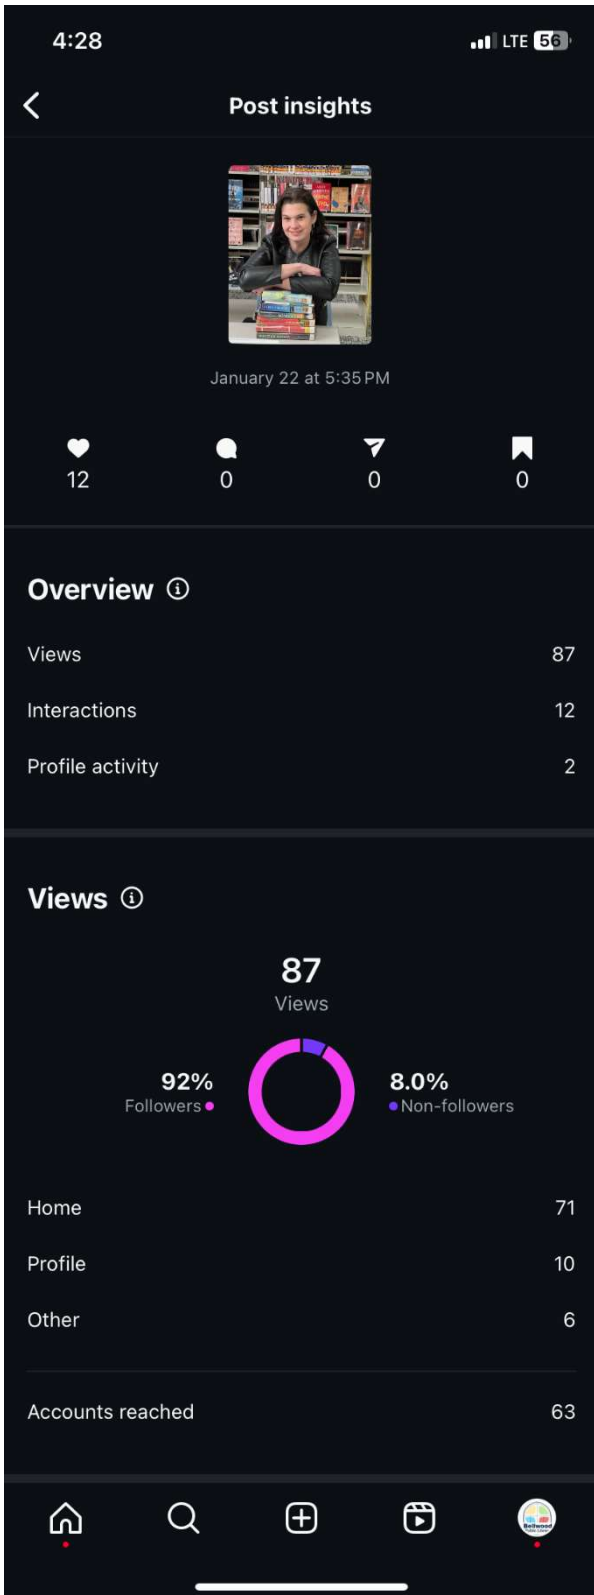 4:28
LTE 56
Post insights
January 22 at 5:35 PM
12 0 0 0
Overview
Views 87
Interactions 12
Profile activity 2
Views
87
Views
92% 8.0%
Followers Non-followers
Home 71
Profile 10
Other 6
Accounts reached 63
Bellwood